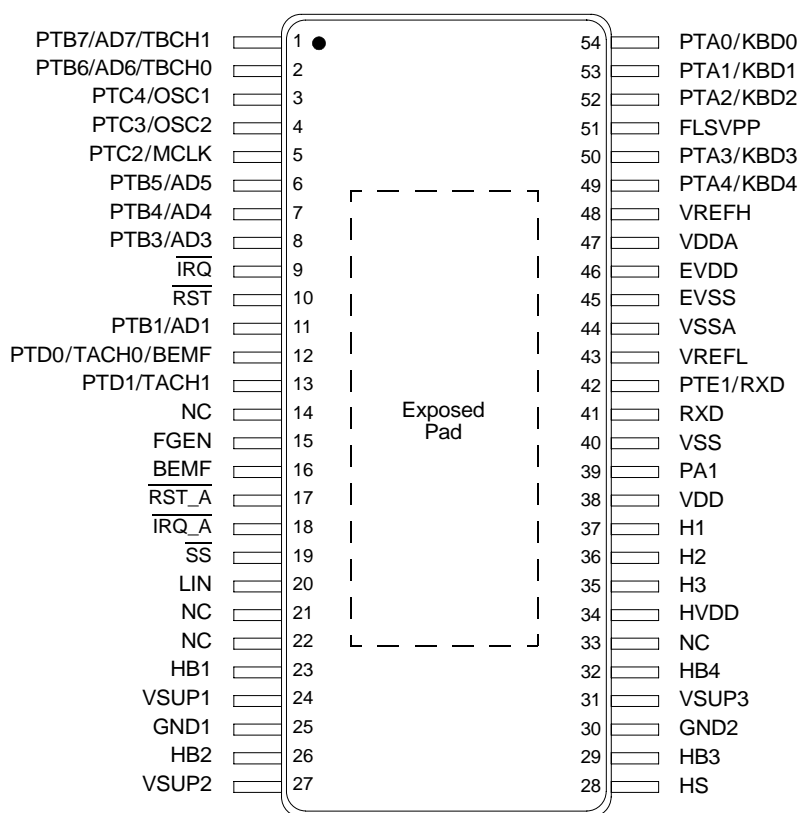 PTB7/AD7/TBCH1 1 54 PTA0/KBD0
PTB6/AD6/TBCH0 2 53 PTA1/KBD1
PTC4/OSC1 3 52 PTA2/KBD2
PTC3/OSC2 4 51 FLSVPP
PTC2/MCLK 5 50 PTA3/KBD3
PTB5/AD5 6 49 PTA4/KBD4
PTB4/AD4 7 48 VREFH
PTB3/AD3 8 47 VDDA
IRQ 9 46 EVDD
RST 10 45 EVSS
PTB1/AD1 11 44 VSSA
PTD0/TACH0/BEMF 12 43 VREFL
PTD1/TACH1 13 42 PTE1/RXD
NC 14 Exposed 41 RXD
FGEN 15 Pad 40 VSS
BEMF 16 39 PA1
RST_A 17 38 VDD
IRQ_A 18 37 H1
SS 19 36 H2
LIN 20 35 H3
NC 21 34 HVDD
NC 22 33 NC
HB1 23 32 HB4
VSUP1 24 31 VSUP3
GND1 25 30 GND2
HB2 26 29 HB3
VSUP2 27 28 HS